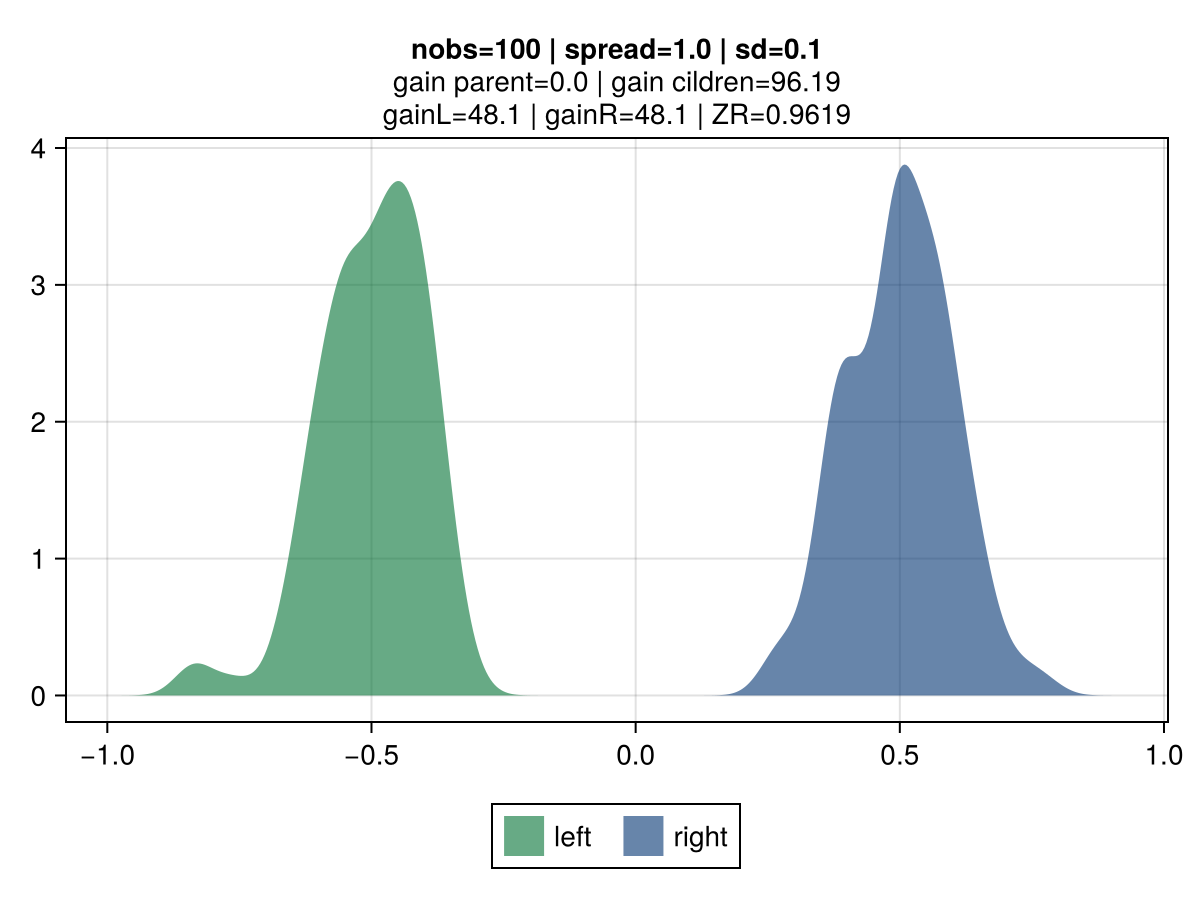 nobs=100 | spread=1.0 | sd=0.1
gain parent=0.0 | gain cildren=96.19
gainL=48.1 | gainR=48.1 | ZR=0.9619
4
3
2
1
0
−1.0 −0.5 0.0 0.5 1.0
left right